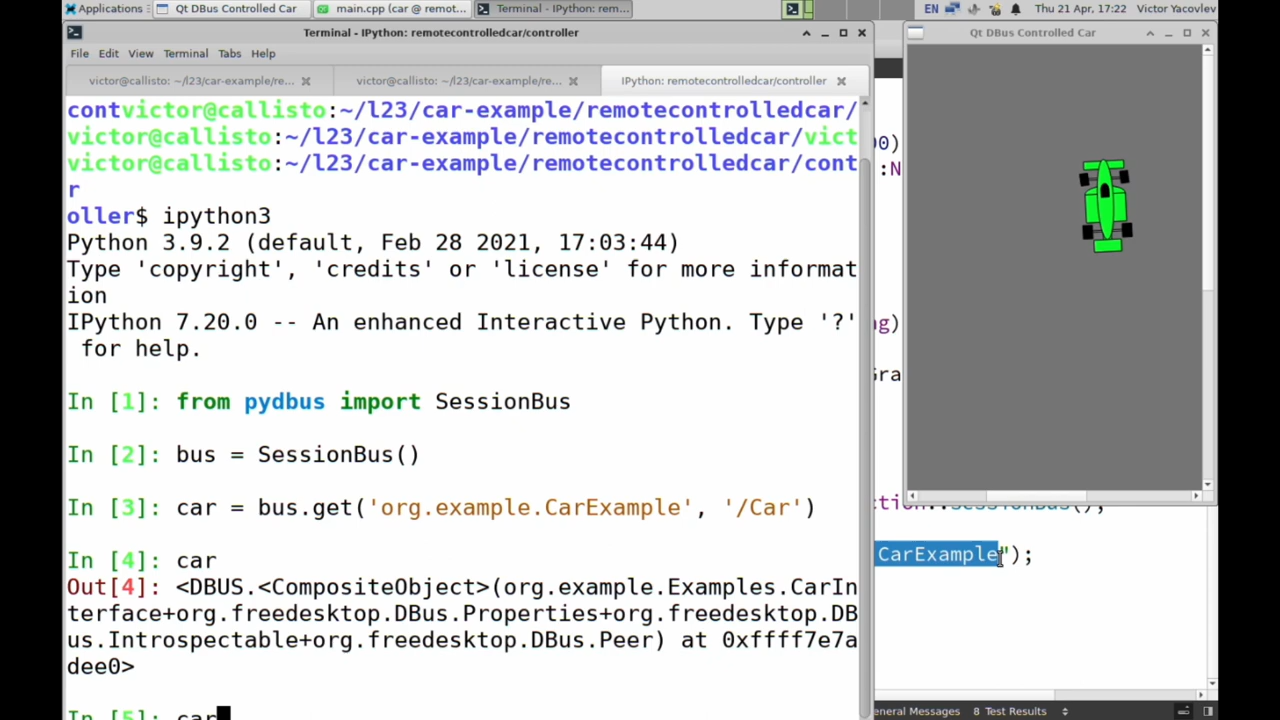 Applications
Qt DBus Controlled Car
main.cpp (car @ remot...
Terminal - IPython: rem...
EN
Thu 21 Apr, 17:22
Victor Yacovlev
Terminal - IPython: remotecontrolledcar/controller
Qt DBus Controlled Car
File Edit View Terminal Tabs Help
victor@callisto: ~/l23/car-example/re...
victor@callisto: ~/l23/car-example/re...
IPython: remotecontrolledcar/controller
contvictor@callisto:~/l23/car-example/remotecontrolledcar/
victor@callisto:~/l23/car-example/remotecontrolledcar/vict
victor@callisto:~/l23/car-example/remotecontrolledcar/cont
r
oller$ ipython3
Python 3.9.2 (default, Feb 28 2021, 17:03:44)
Type 'copyright', 'credits' or 'license' for more informat
ion
IPython 7.20.0 -- An enhanced Interactive Python. Type '?'
for help.
In [1]: from pydbus import SessionBus
In [2]: bus = SessionBus()
In [3]: car = bus.get('org.example.CarExample', '/Car')
In [4]: car
Out[4]: <DBUS.<CompositeObject>(org.example.Examples.CarIn
terface+org.freedesktop.DBus.Properties+org.freedesktop.DB
us.Introspectable+org.freedesktop.DBus.Peer) at 0xffff7e7a
dee0>
In [5]: car
00)
:N
ng)
Gra
ction::sessionBus();
CarExample");
eneral Messages 8 Test Results